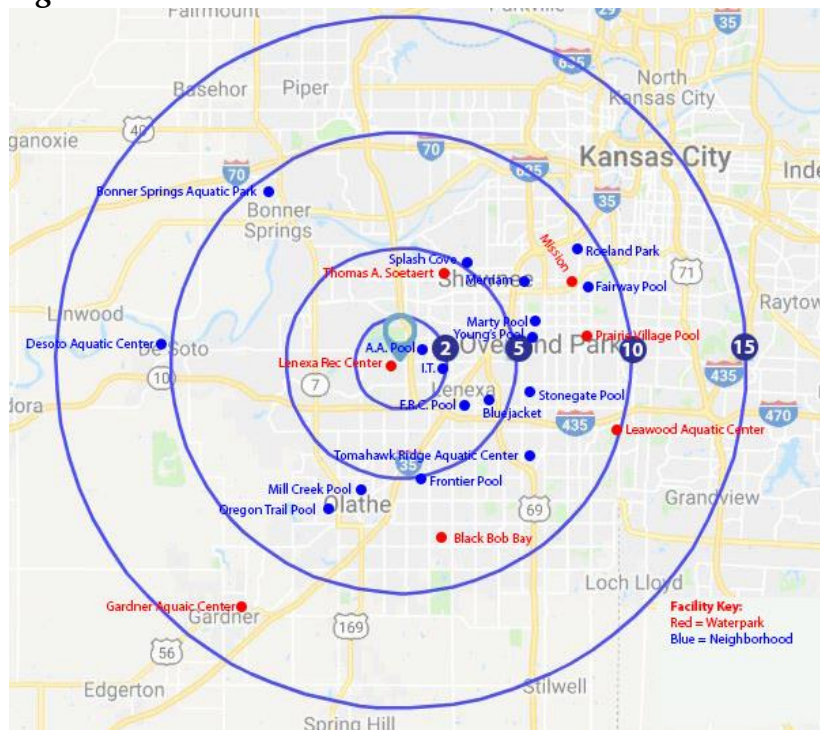 Fairmount
Parkville
29
35
635
Basehor
Piper
North
Kansas City
40
ganoxie
70
70
635
Kansas City
Inde
Bonner Springs Aquatic Park
Bonner
Springs
35
Mission
Roeland Park
Splash Cove
Thomas A. Soetaert
Shawnee
Merriam
Fairway Pool
71
Linwood
Marty Pool
Raytow
Young's Pool
Prairie Village Pool
Desoto Aquatic Center
De Soto
A.A. Pool
2
5
Overland Park
10
15
Lenexa Rec Center
I.T.
10
7
Lenexa
435
dora
F.R.C. Pool
Bluejacket
Stonegate Pool
435
470
Leawood Aquatic Center
Tomahawk Ridge Aquatic Center
35
Frontier Pool
Mill Creek Pool
Olathe
Oregon Trail Pool
69
Grandview
Black Bob Bay
Loch Lloyd
Gardner Aquaic Center
Gardner
Facility Key:
Red = Waterpark
Blue = Neighborhood
169
56
Edgerton
Stilwell
Spring Hill